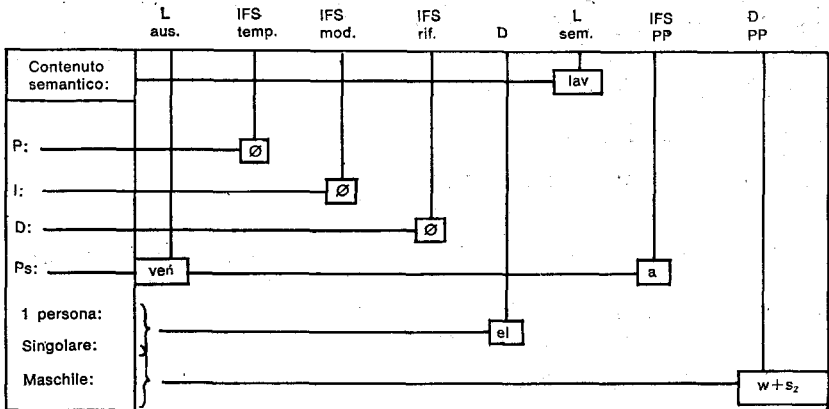 L IFS IFS IFS L IFS D
aus. temp. mod. rif. D sem. PP PP
Contenuto
semantico:
lav
P: Ø
I: Ø
D: Ø
Ps: veń a
1 persona:
el
Singolare:
Maschile: w+s₂